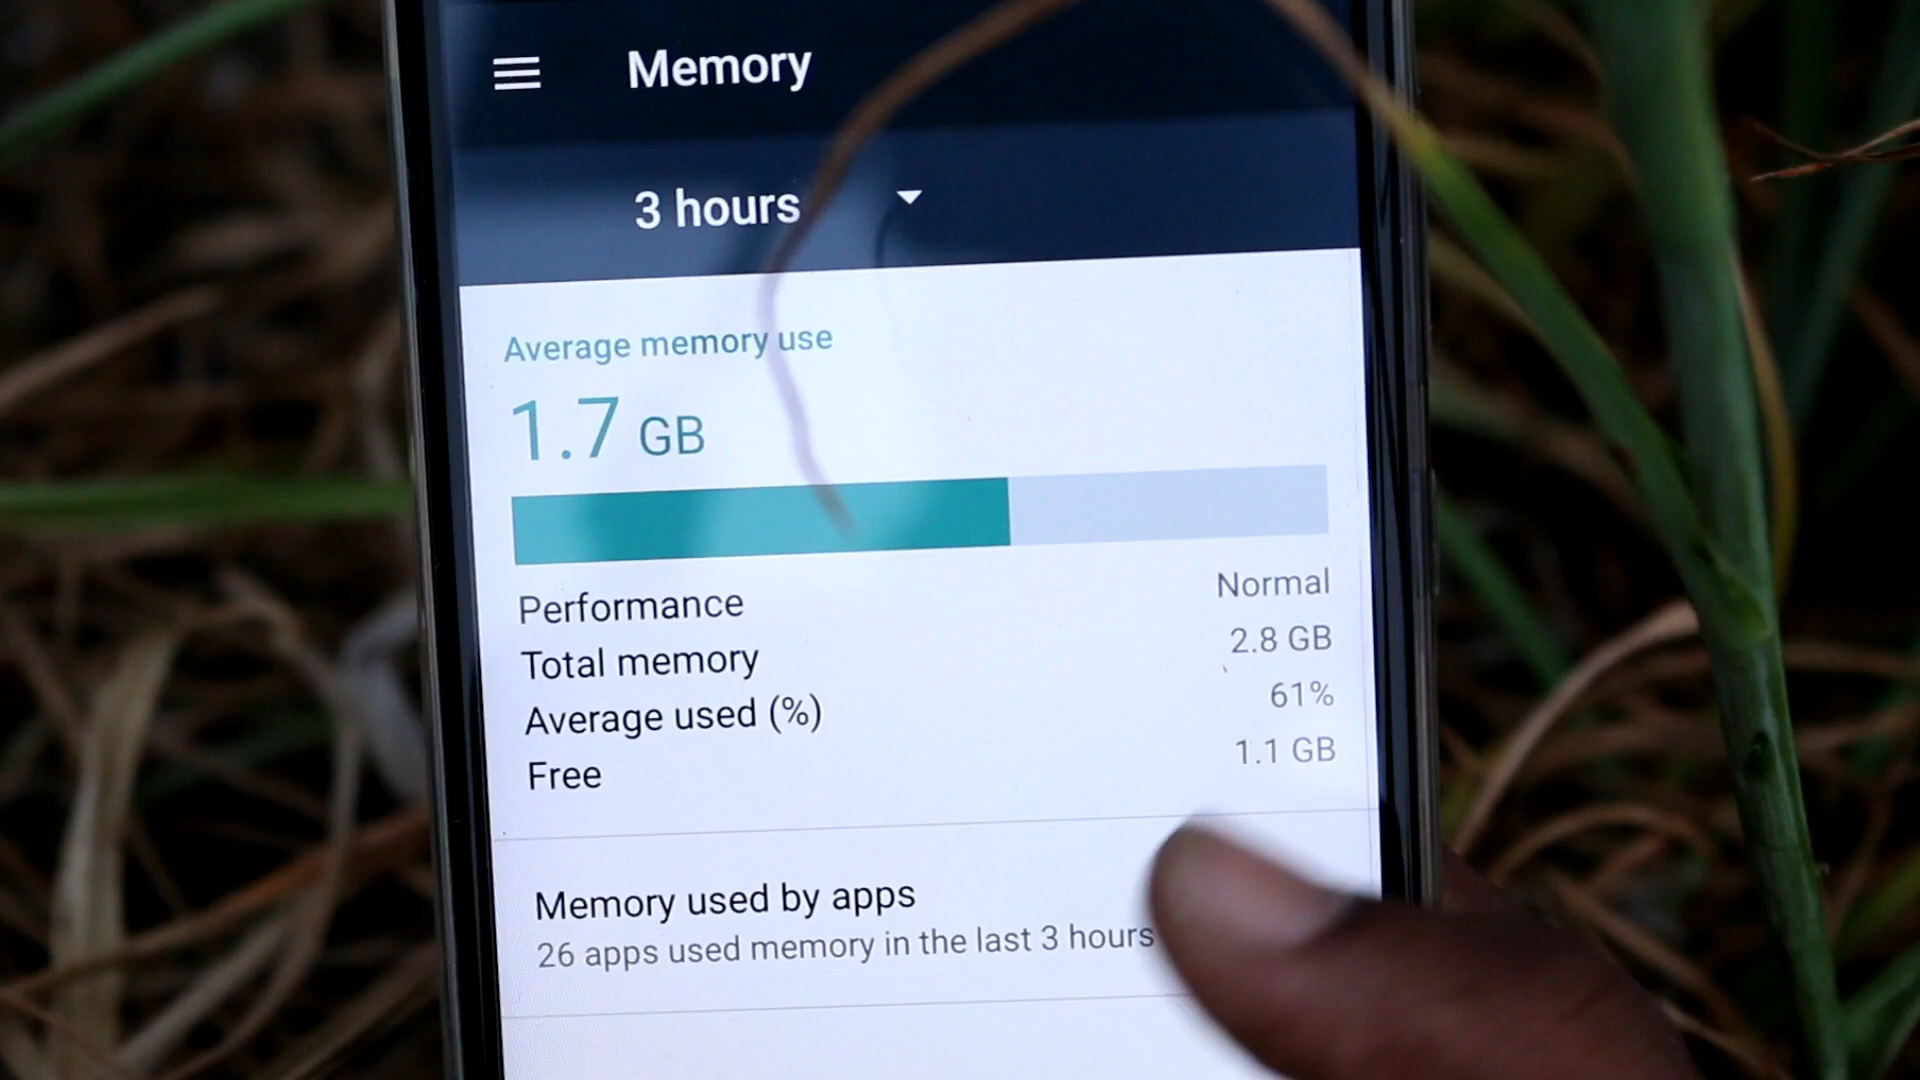 Memory
3 hours
Average memory use
1.7 GB
Performance Normal
Total memory 2.8 GB
Average used (%) 61%
Free 1.1 GB
Memory used by apps
26 apps used memory in the last 3 hours